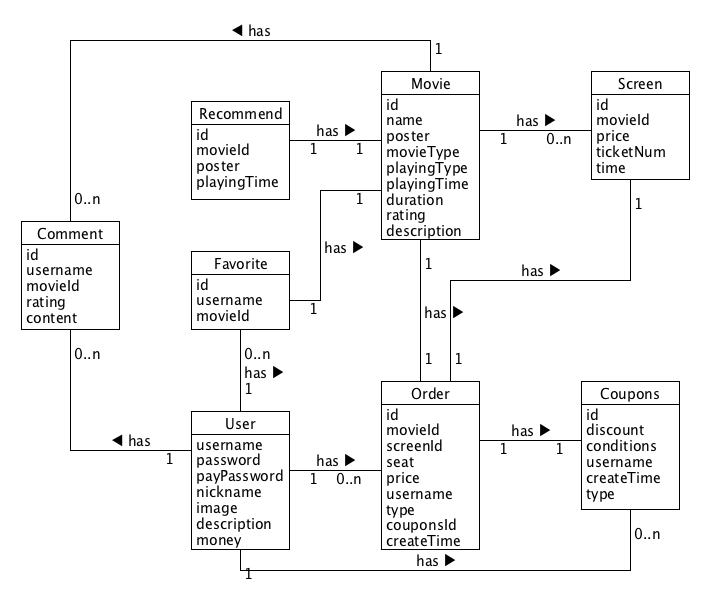 ◀ has
1
Movie
id
name
poster
movieType
playingType
playingTime
duration
rating
description
Screen
id
movieId
price
ticketNum
time
Recommend
id
movieId
poster
playingTime
has ▶
1 1
has ▶
1 0..n
0..n
1
1
Comment
id
username
movieId
rating
content
Favorite
id
username
movieId
has ▶
1
1
has ▶
has ▶
0..n
0..n
has ▶
1
1
1
Order
id
movieId
screenId
seat
price
username
type
couponsId
createTime
Coupons
id
discount
conditions
username
createTime
type
User
username
password
payPassword
nickname
image
description
money
◀ has
1
has ▶
1 0..n
has ▶
1 1
0..n
has ▶
1